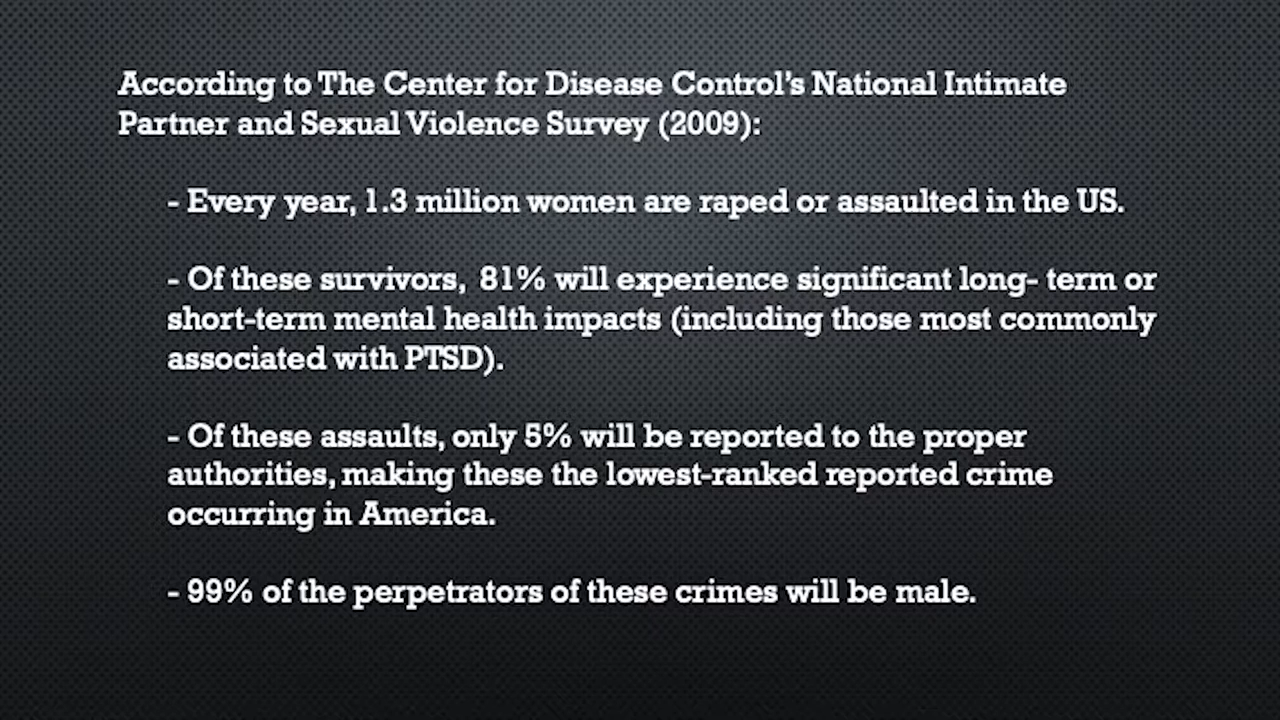 According to The Center for Disease Control’s National Intimate
Partner and Sexual Violence Survey (2009):
- Every year, 1.3 million women are raped or assaulted in the US.
- Of these survivors, 81% will experience significant long- term or
short-term mental health impacts (including those most commonly
associated with PTSD).
- Of these assaults, only 5% will be reported to the proper
authorities, making these the lowest-ranked reported crime
occurring in America.
- 99% of the perpetrators of these crimes will be male.